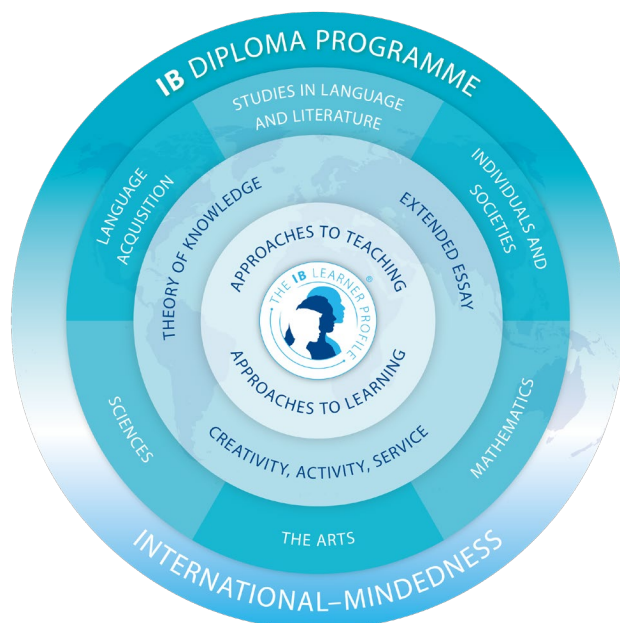 IB DIPLOMA PROGRAMME
STUDIES IN LANGUAGE
AND LITERATURE
LANGUAGE
ACQUISITION
INDIVIDUALS AND
SOCIETIES
THEORY OF KNOWLEDGE
EXTENDED ESSAY
APPROACHES TO TEACHING
THE IB LEARNER PROFILE
®
APPROACHES TO LEARNING
CREATIVITY, ACTIVITY, SERVICE
SCIENCES
MATHEMATICS
THE ARTS
INTERNATIONAL–MINDEDNESS